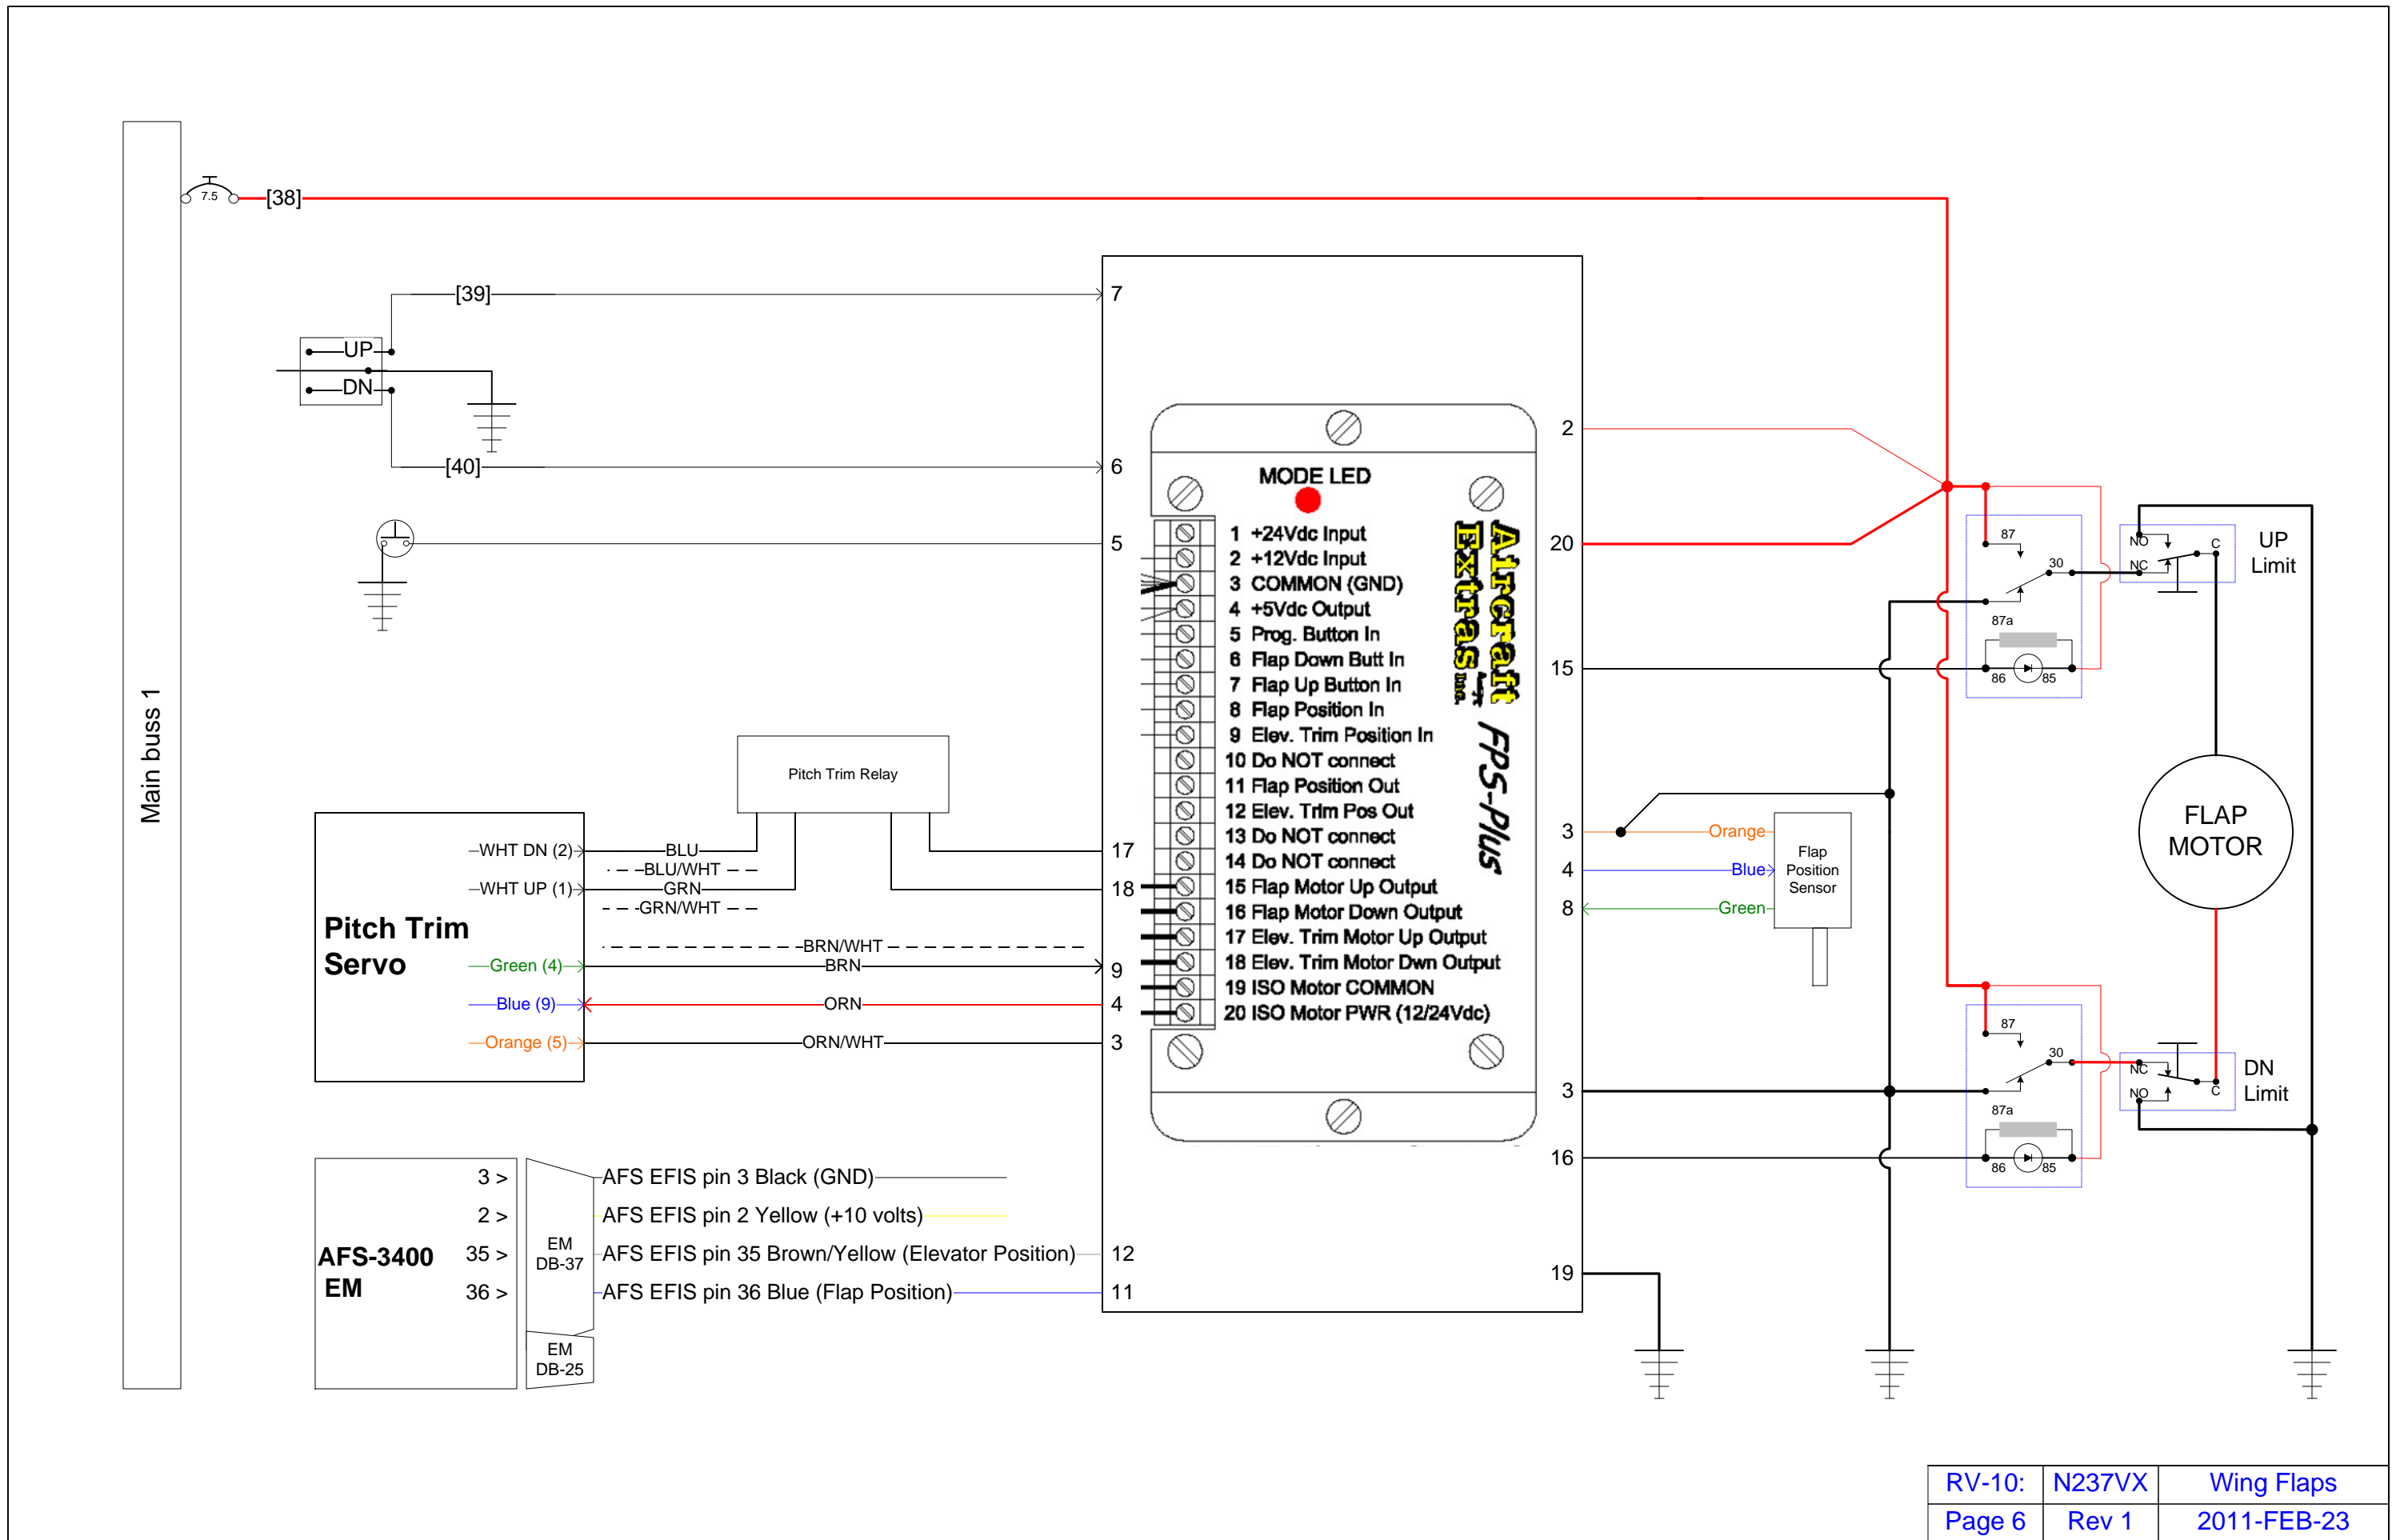 Main buss 1
7.5
[38]
[39]
7
UP
DN
[40]
6
5
Pitch Trim Relay
Pitch Trim
Servo
WHT DN (2)
BLU
17
BLU/WHT
WHT UP (1)
GRN
18
GRN/WHT
BRN/WHT
Green (4)
BRN
9
Blue (9)
ORN
4
Orange (5)
ORN/WHT
3
AFS-3400
EM
3 >
2 >
35 >
36 >
EM
DB-37
EM
DB-25
AFS EFIS pin 3 Black (GND)
AFS EFIS pin 2 Yellow (+10 volts)
AFS EFIS pin 35 Brown/Yellow (Elevator Position)
12
AFS EFIS pin 36 Blue (Flap Position)
11
MODE LED
1 +24Vdc Input
2 +12Vdc Input
3 COMMON (GND)
4 +5Vdc Output
5 Prog. Button In
6 Flap Down Butt In
7 Flap Up Button In
8 Flap Position In
9 Elev. Trim Position In
10 Do NOT connect
11 Flap Position Out
12 Elev. Trim Pos Out
13 Do NOT connect
14 Do NOT connect
15 Flap Motor Up Output
16 Flap Motor Down Output
17 Elev. Trim Motor Up Output
18 Elev. Trim Motor Dwn Output
19 ISO Motor COMMON
20 ISO Motor PWR (12/24Vdc)
Aircraft
Extras Inc.
FPS-Plus
2
20
15
3
Orange
4
Blue
8
Green
Flap
Position
Sensor
3
16
19
87
30
87a
86
85
NO
NC
C
UP
Limit
FLAP
MOTOR
87
30
87a
86
85
NC
NO
C
DN
Limit
RV-10:
N237VX
Wing Flaps
Page 6
Rev 1
2011-FEB-23